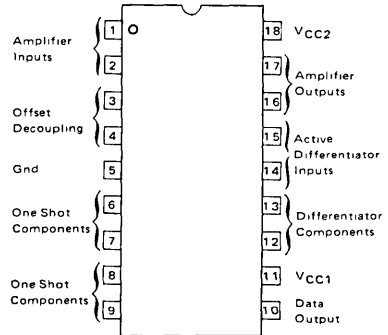 Amplifier
Inputs
1
2
Offset
Decoupling
3
4
Gnd
5
One Shot
Components
6
7
One Shot
Components
8
9
18
VCC2
17
16
Amplifier
Outputs
15
14
Active
Differentiator
Inputs
13
12
Differentiator
Components
11
VCC1
10
Data
Output